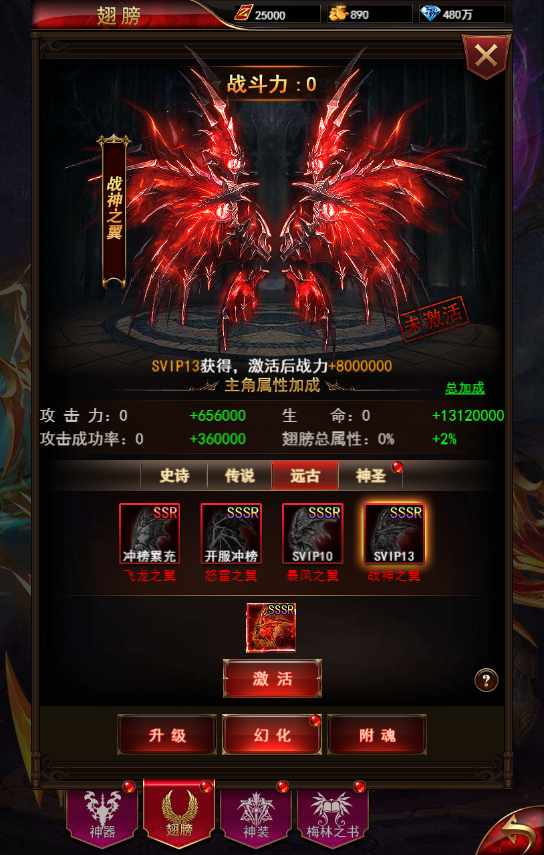 翅膀 25000 890 480万
战斗力:0
战神之翼
未激活
SVIP13获得，激活后战力+8000000
主角属性加成 总加成
攻击力：0 +656000 生命：0 +13120000
攻击成功率：0 +360000 翅膀总属性：0% +2%
史诗 传说 远古 神圣
SSR SSSR SSSR SSSR
冲榜累充 开服冲榜 SVIP10 SVIP13
飞龙之翼 怒雷之翼 暴风之翼 战神之翼
SSSR
激活
?
升级 幻化 附魂
神器 翅膀 神装 梅林之书